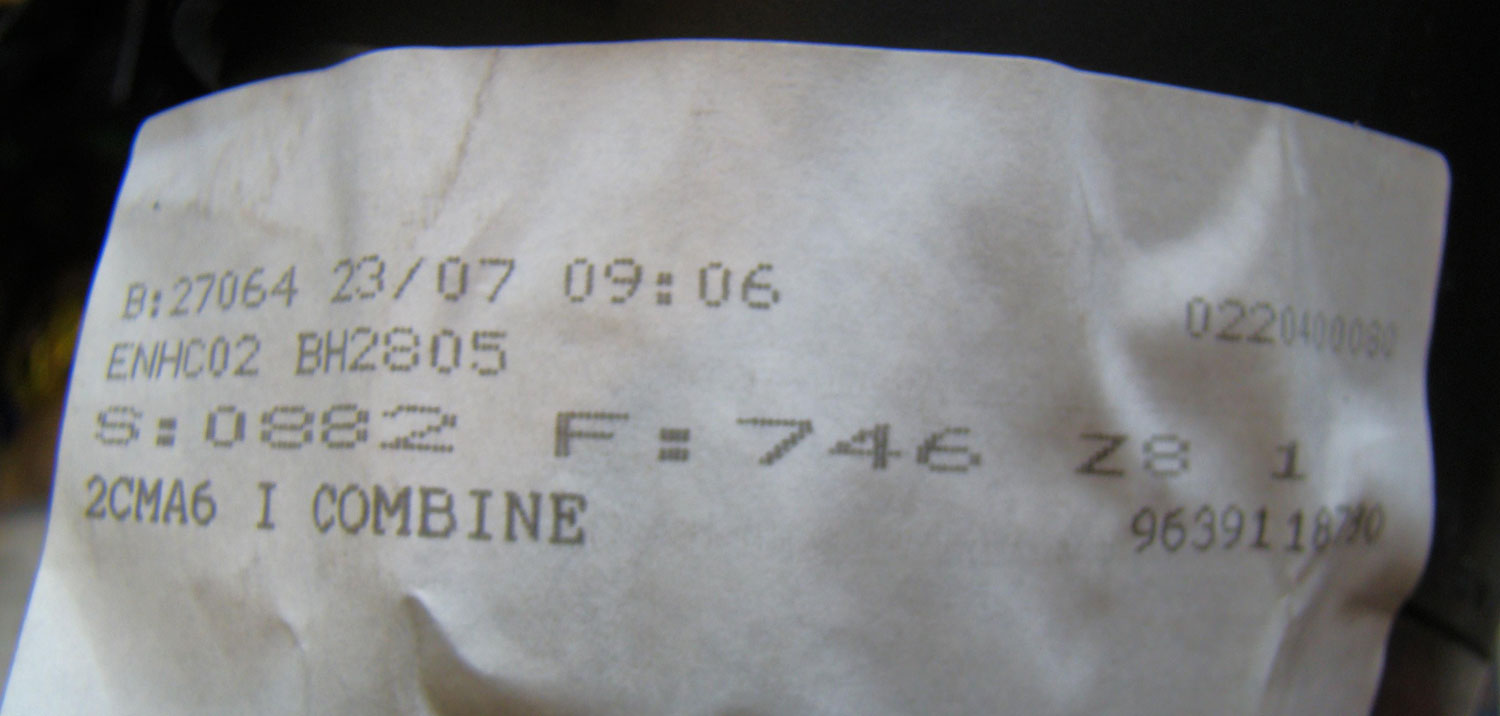 B:27064 23/07 09:06
0220400080
ENHC02 BH2805
S:0882 F:746 Z8 1
2CMA6 I COMBINE